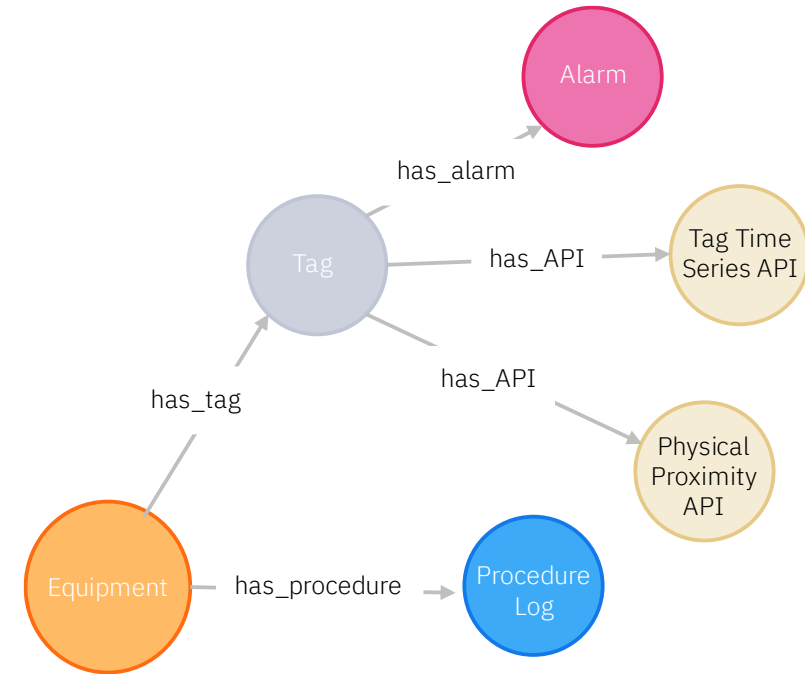 Alarm
has_alarm
Tag
has_API
Tag Time
Series API
has_API
has_tag
Physical
Proximity
API
Equipment
has_procedure
Procedure
Log